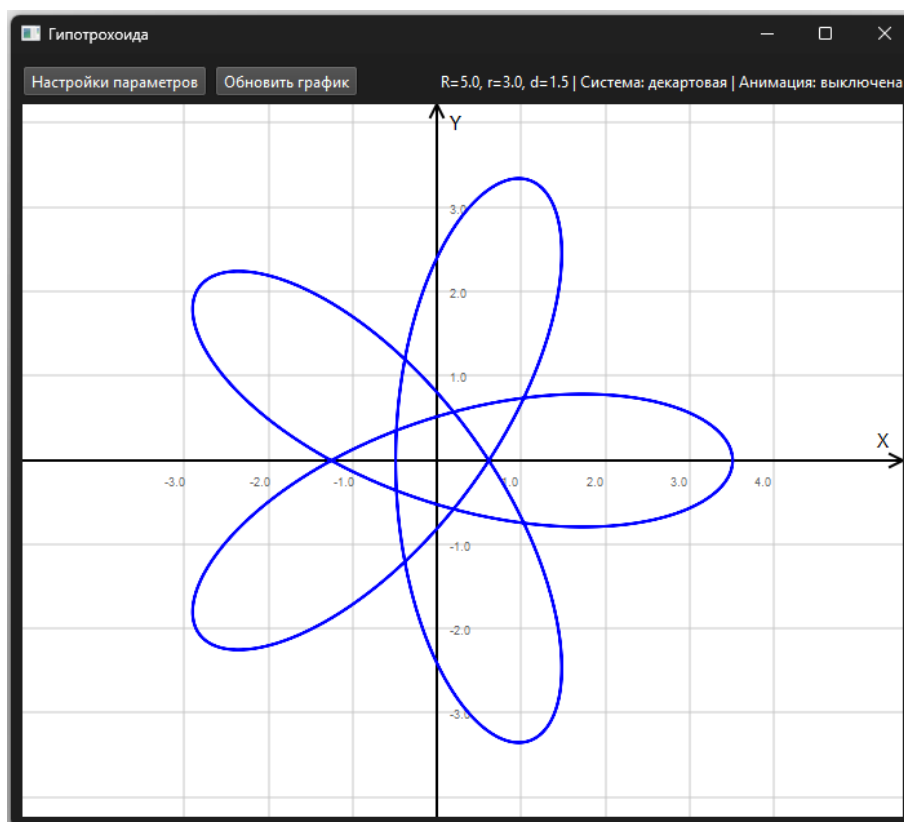 Гипотрохоида
Настройки параметров Обновить график R=5.0, r=3.0, d=1.5 | Система: декартовая | Анимация: выключена
Y
3.0
2.0
1.0
X
-3.0 -2.0 -1.0 1.0 2.0 3.0 4.0
-1.0
-2.0
-3.0